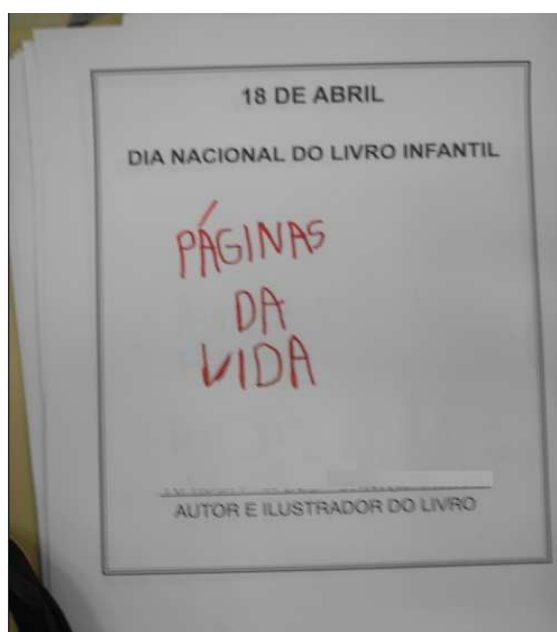 18 DE ABRIL
DIA NACIONAL DO LIVRO INFANTIL
PÁGINAS
DA
VIDA
AUTOR E ILUSTRADOR DO LIVRO